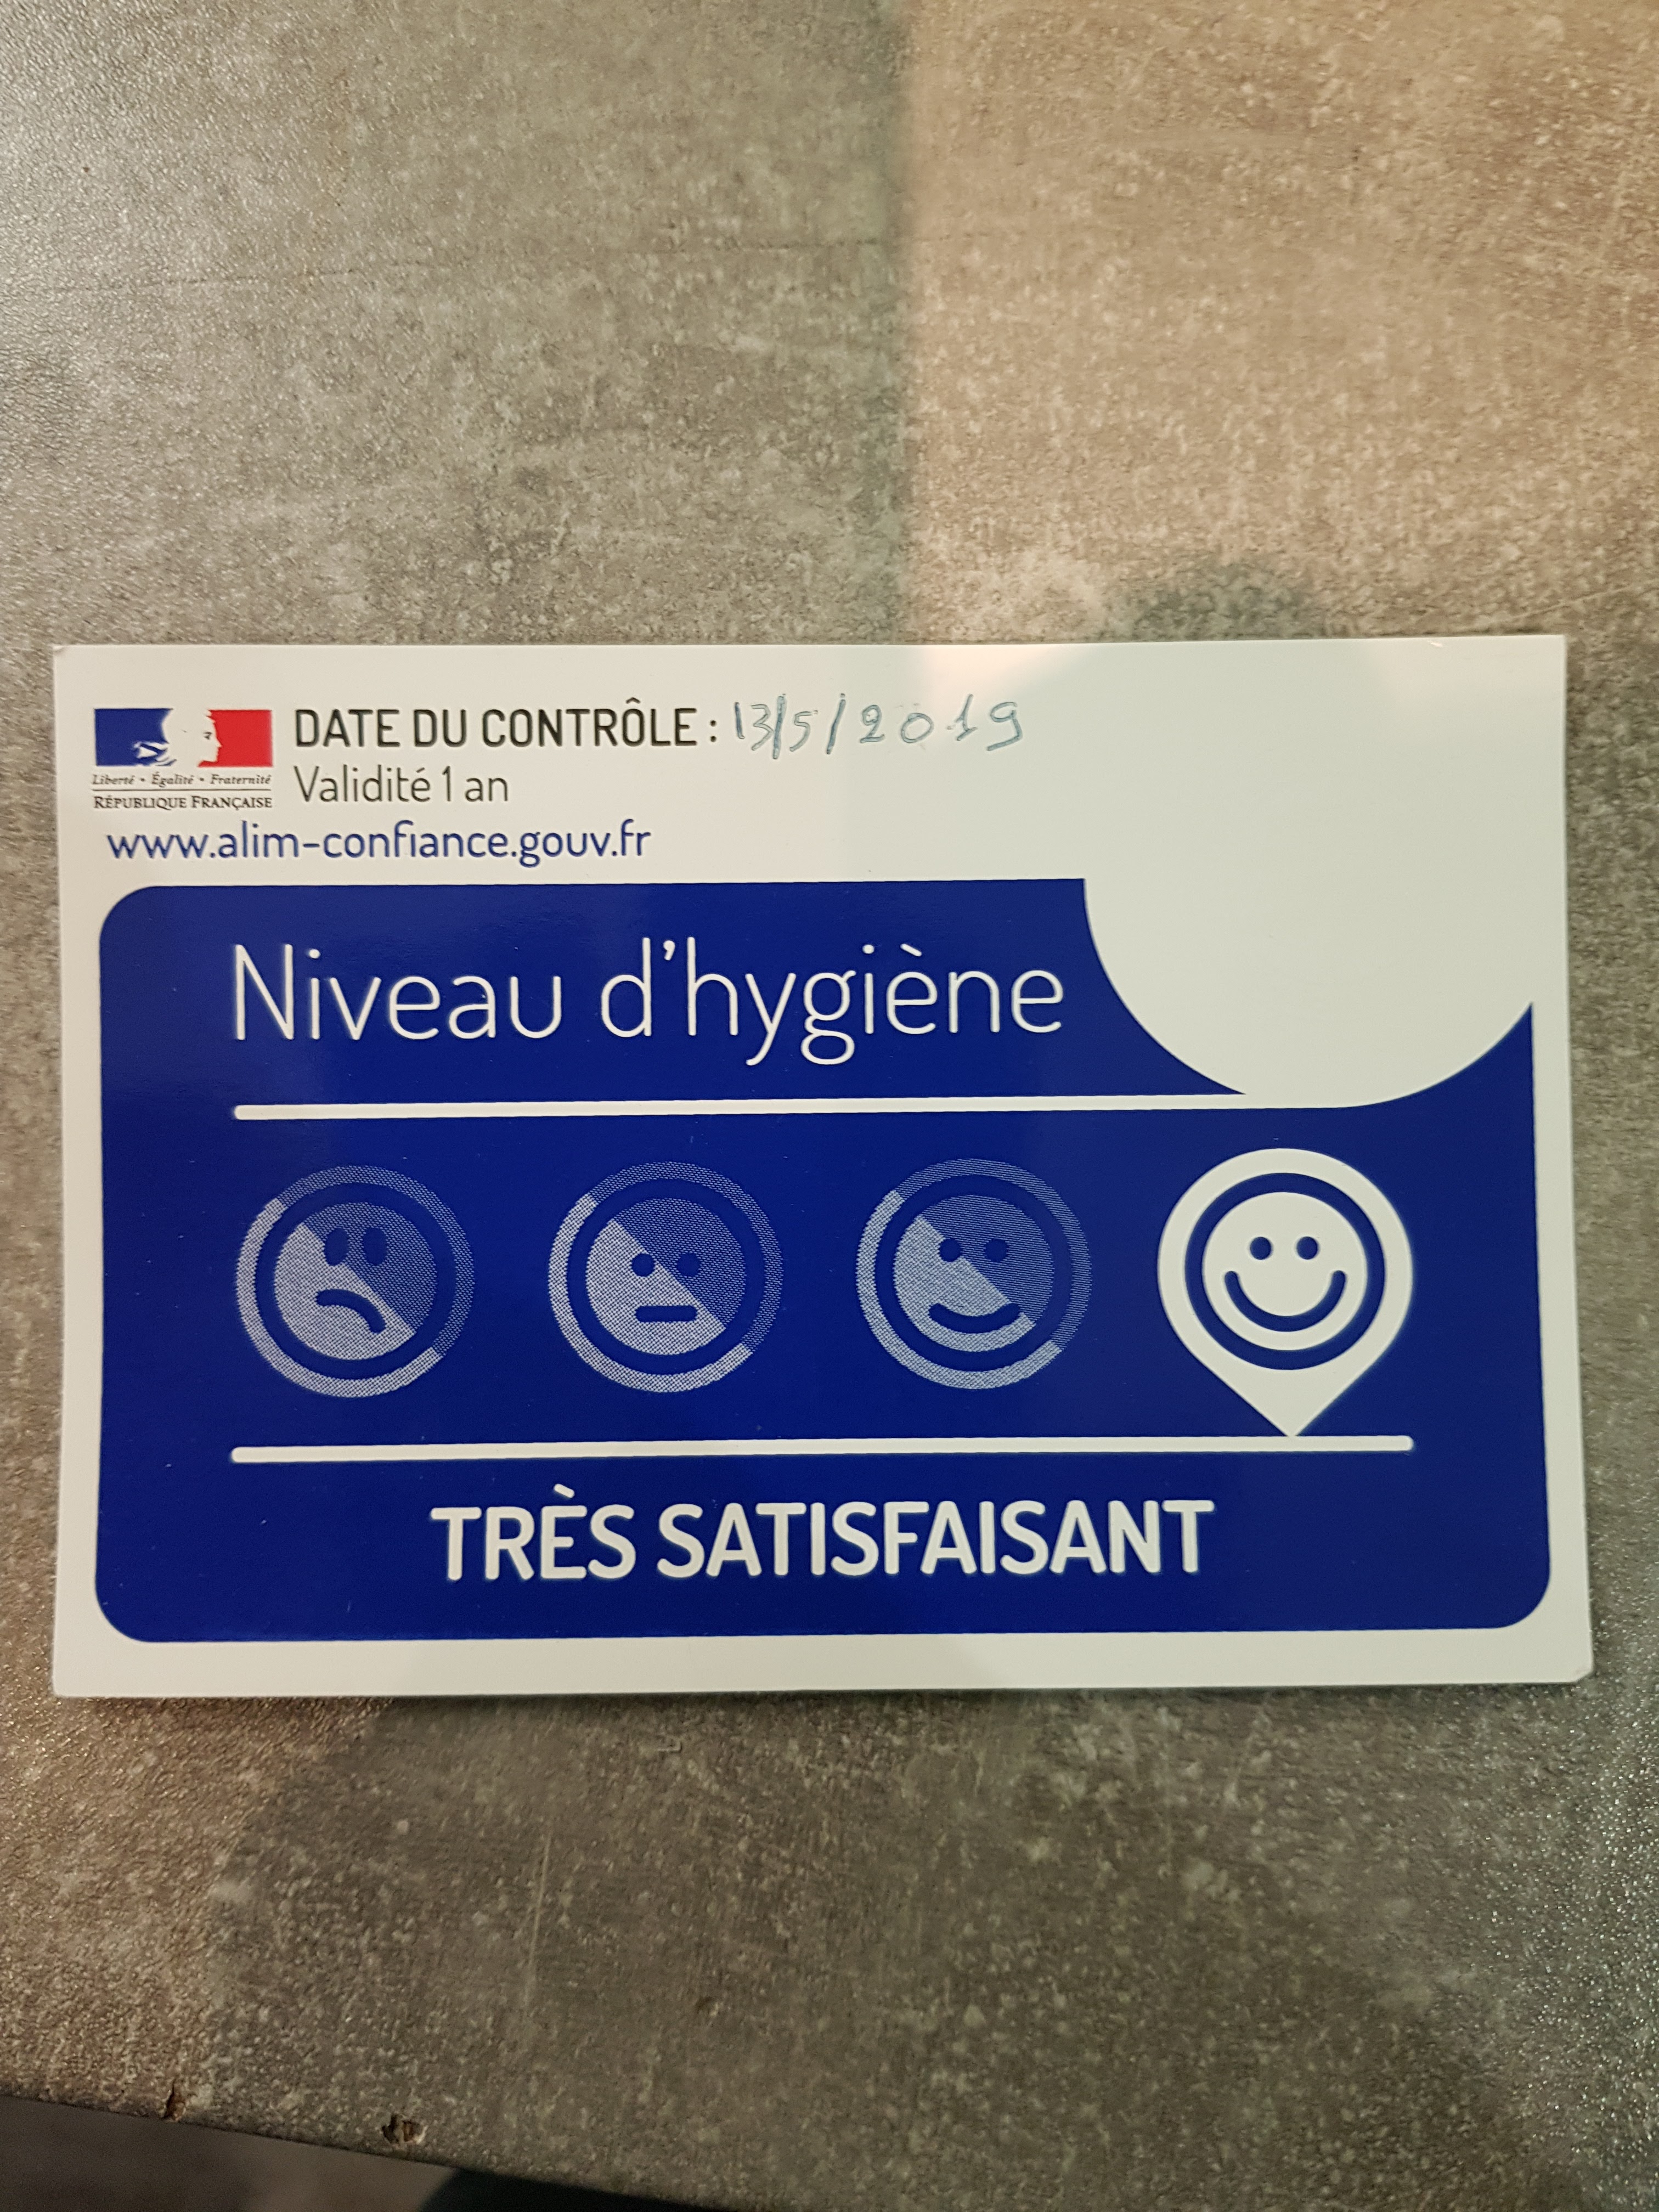 DATE DU CONTRÔLE : 13/5/2019
Liberté • Égalité • Fraternité
RÉPUBLIQUE FRANÇAISE
Validité 1 an
www.alim-confiance.gouv.fr
Niveau d'hygiène
TRÈS SATISFAISANT